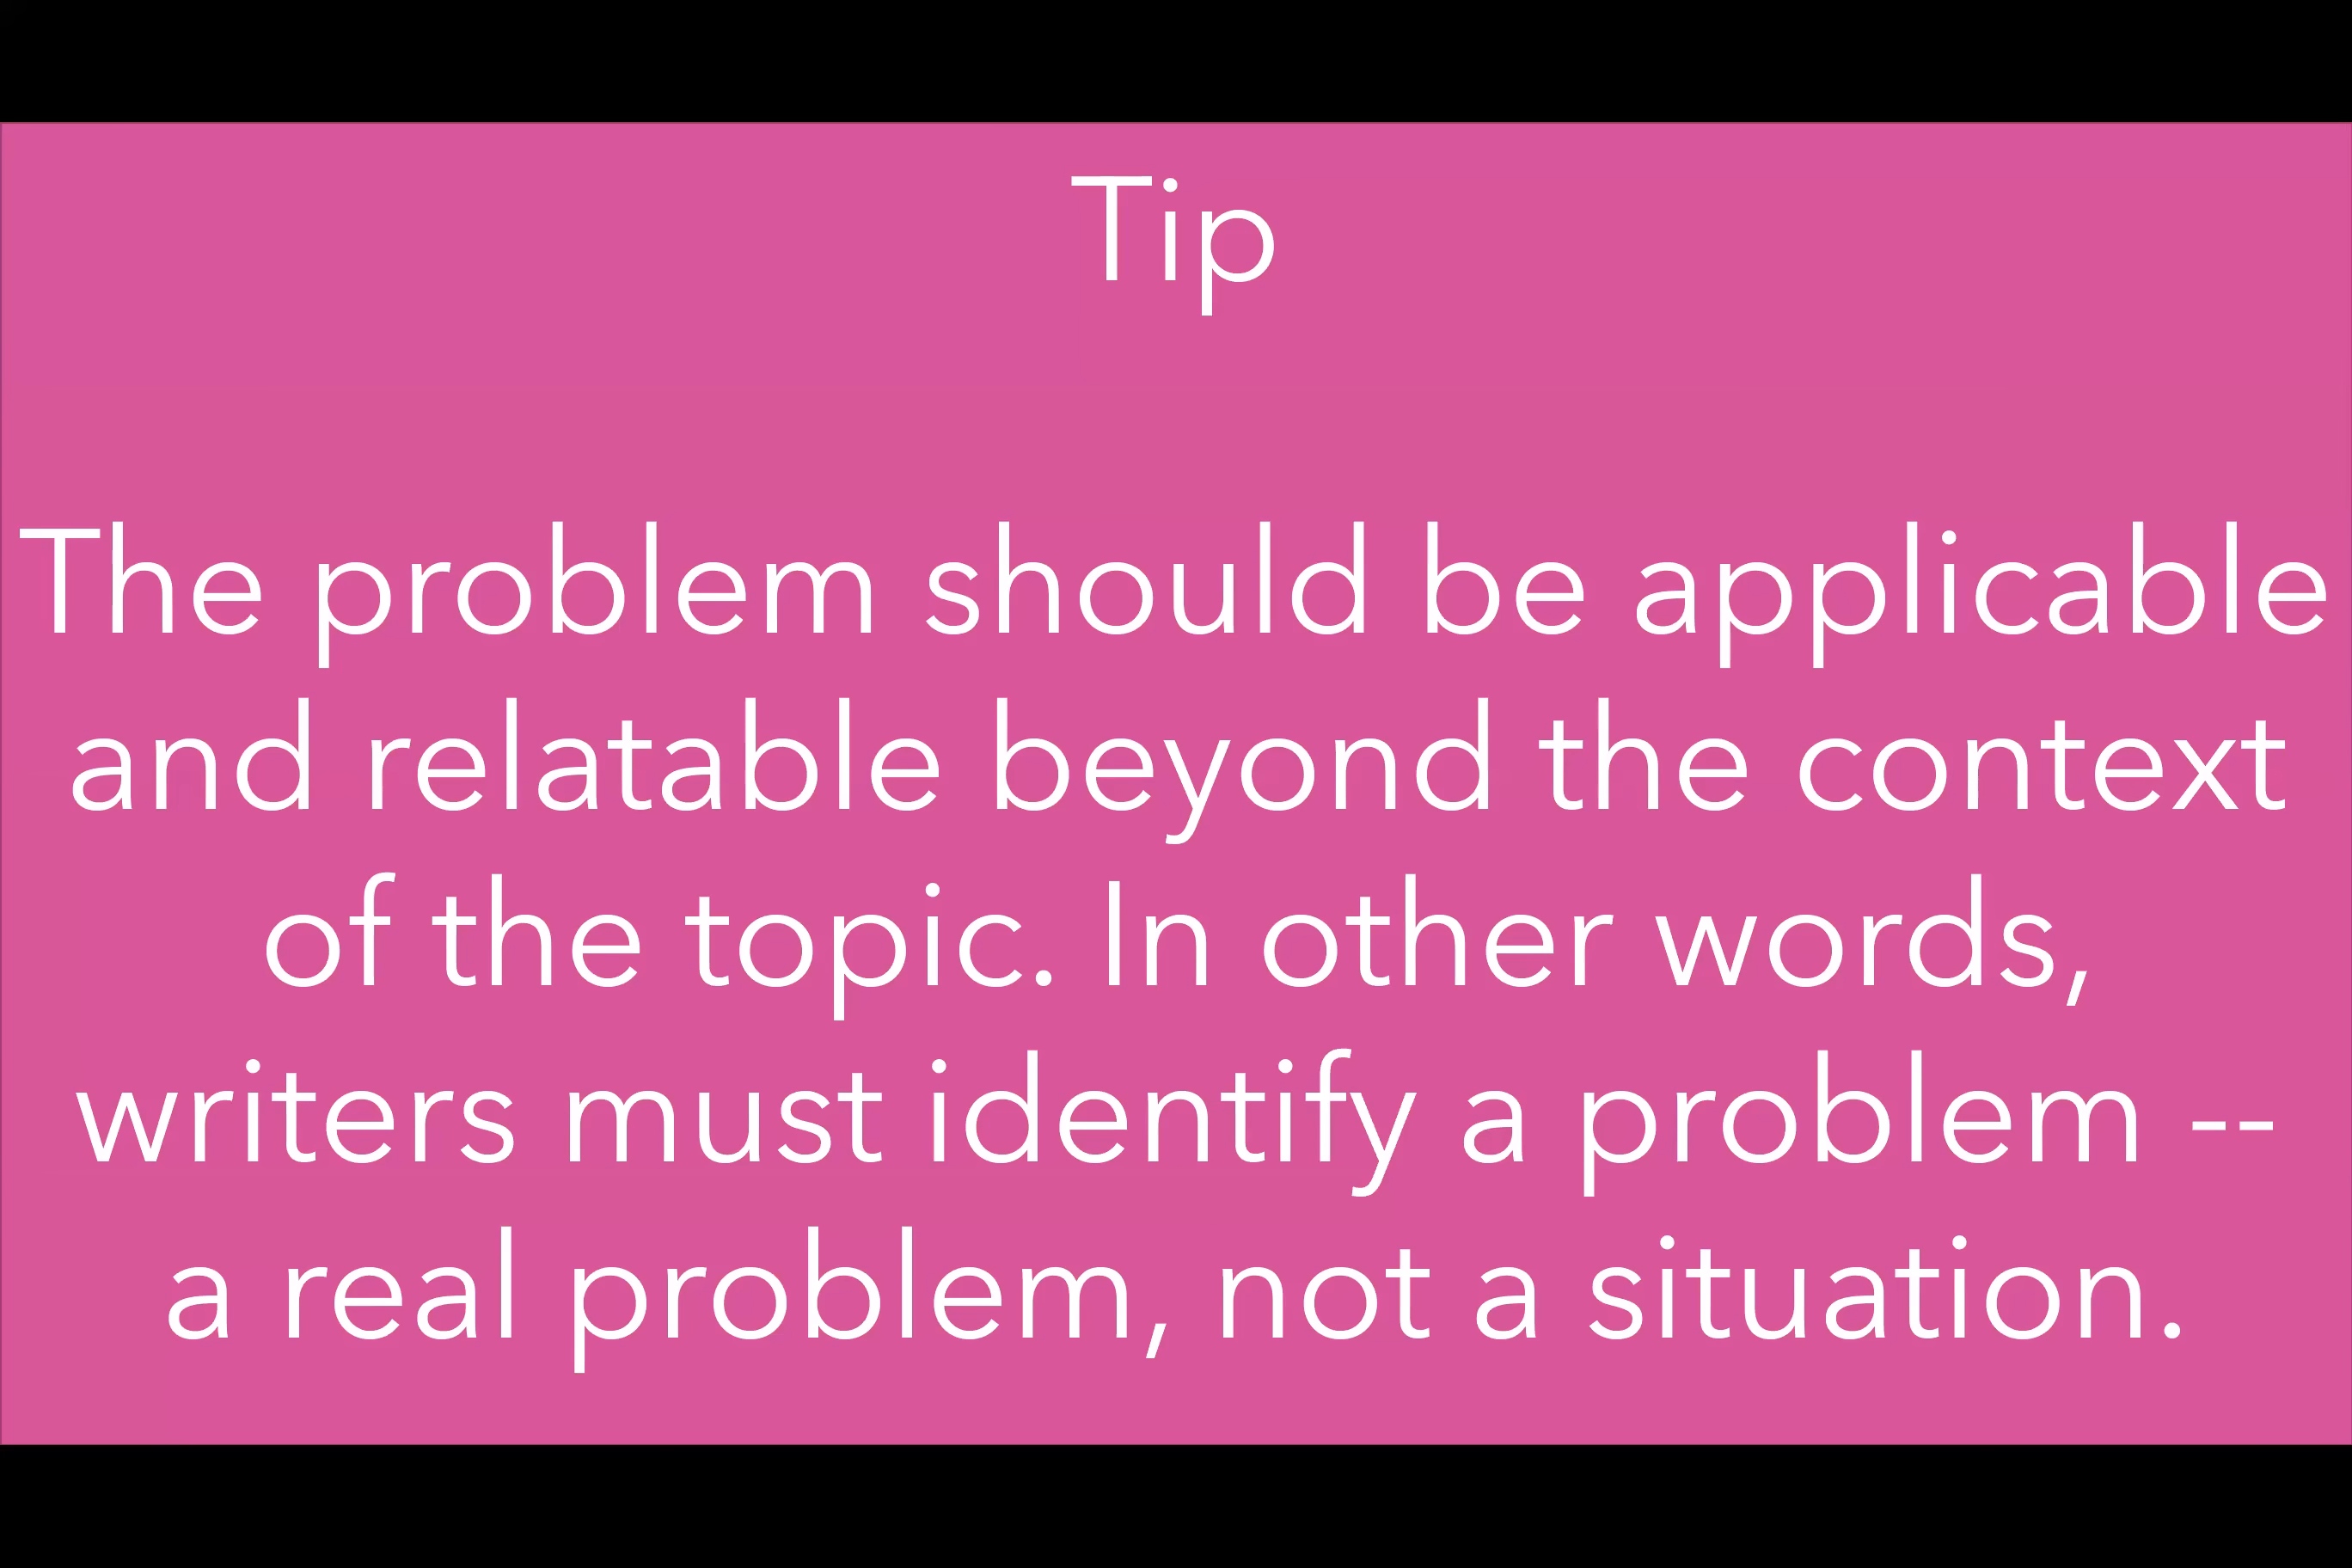 Tip
The problem should be applicable
and relatable beyond the context
of the topic. In other words,
writers must identify a problem --
a real problem, not a situation.